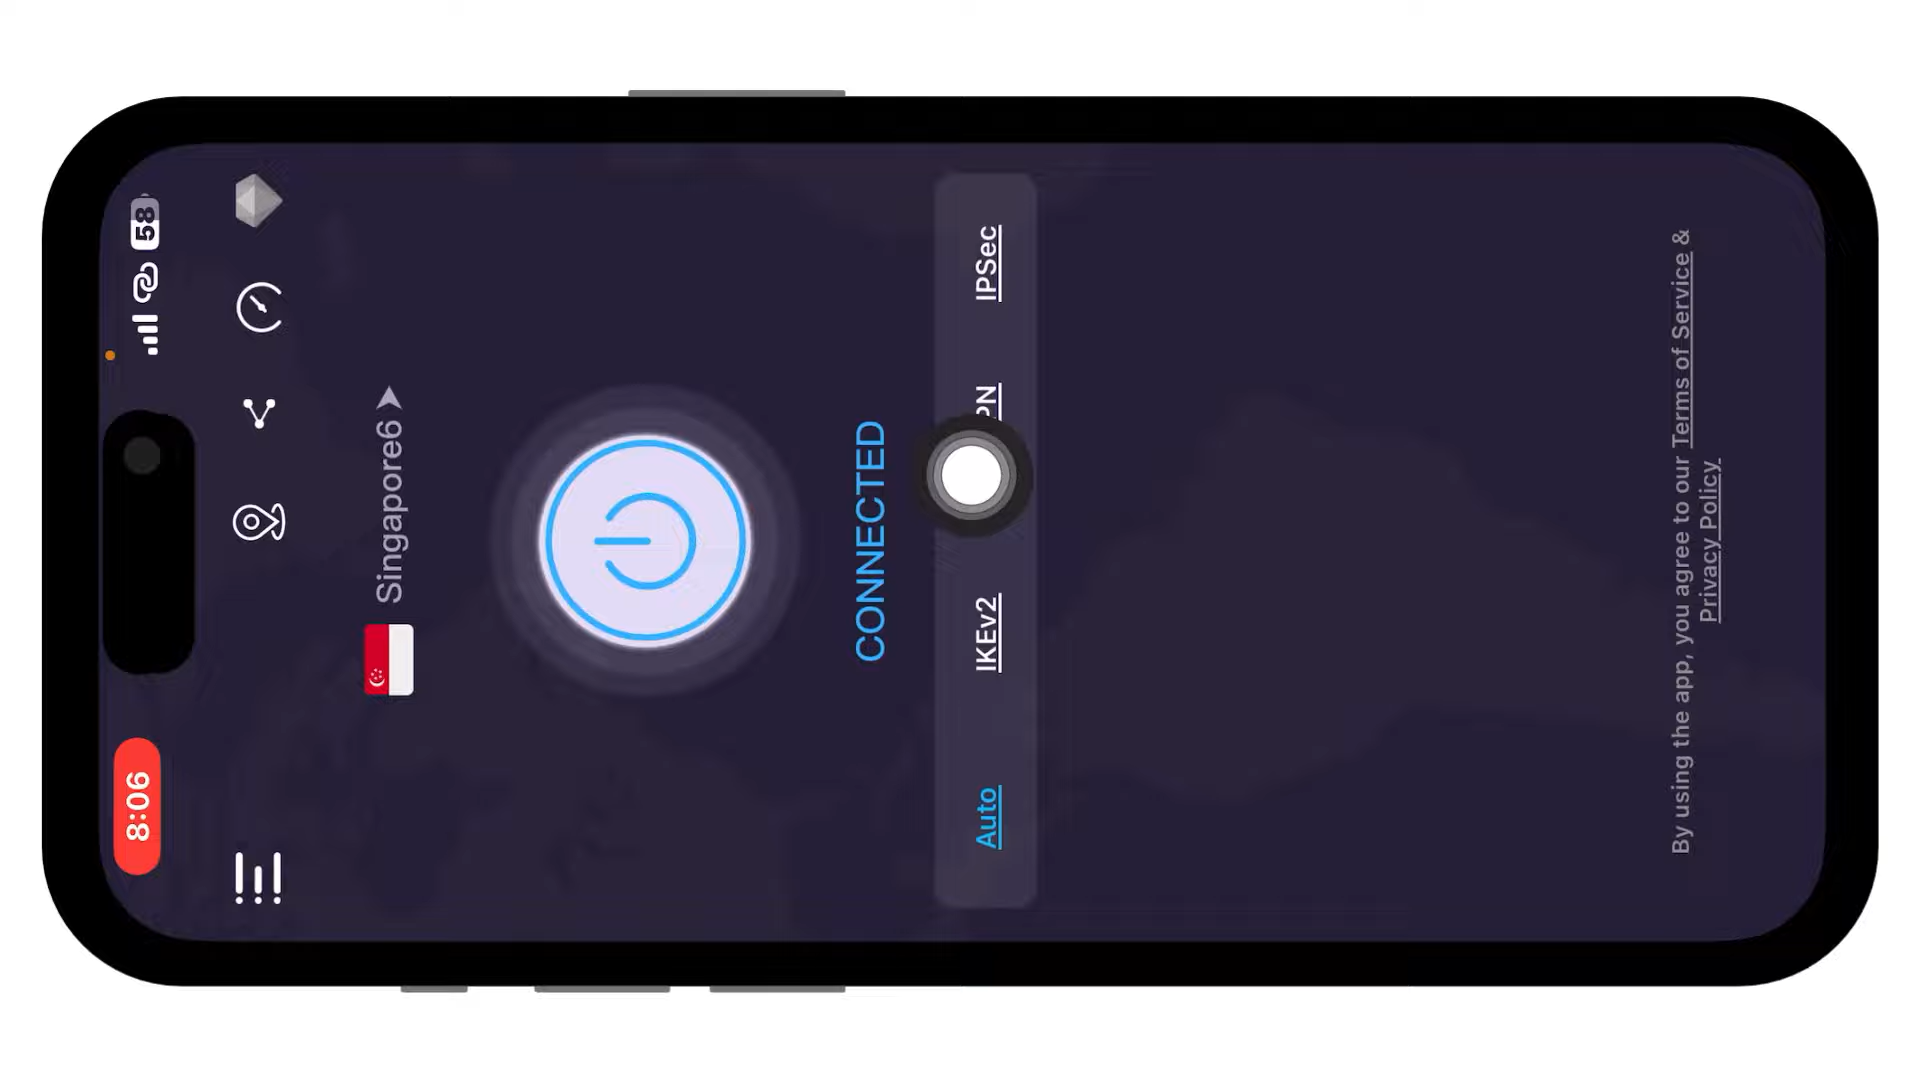 8:06
58
Singapore6
CONNECTED
Auto IKEv2 IPSec
By using the app, you agree to our Terms of Service &
Privacy Policy